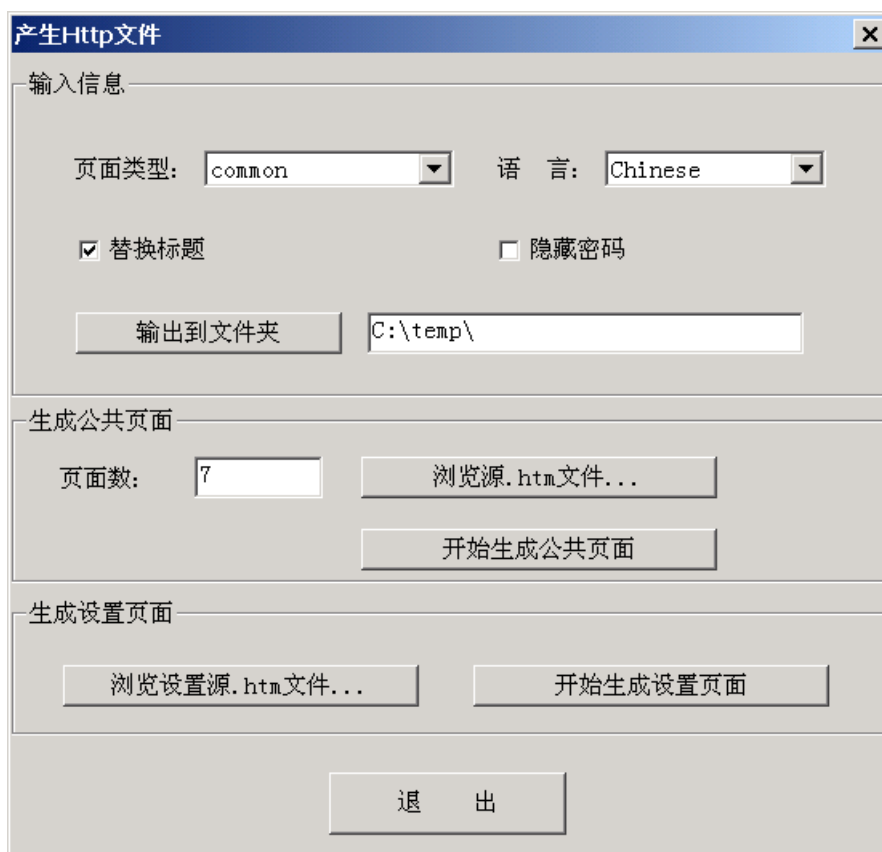 产生Http文件
输入信息
页面类型: common 语 言: Chinese
替换标题 隐藏密码
输出到文件夹 C:\temp\
生成公共页面
页面数: 7 浏览源.htm文件...
开始生成公共页面
生成设置页面
浏览设置源.htm文件... 开始生成设置页面
退 出